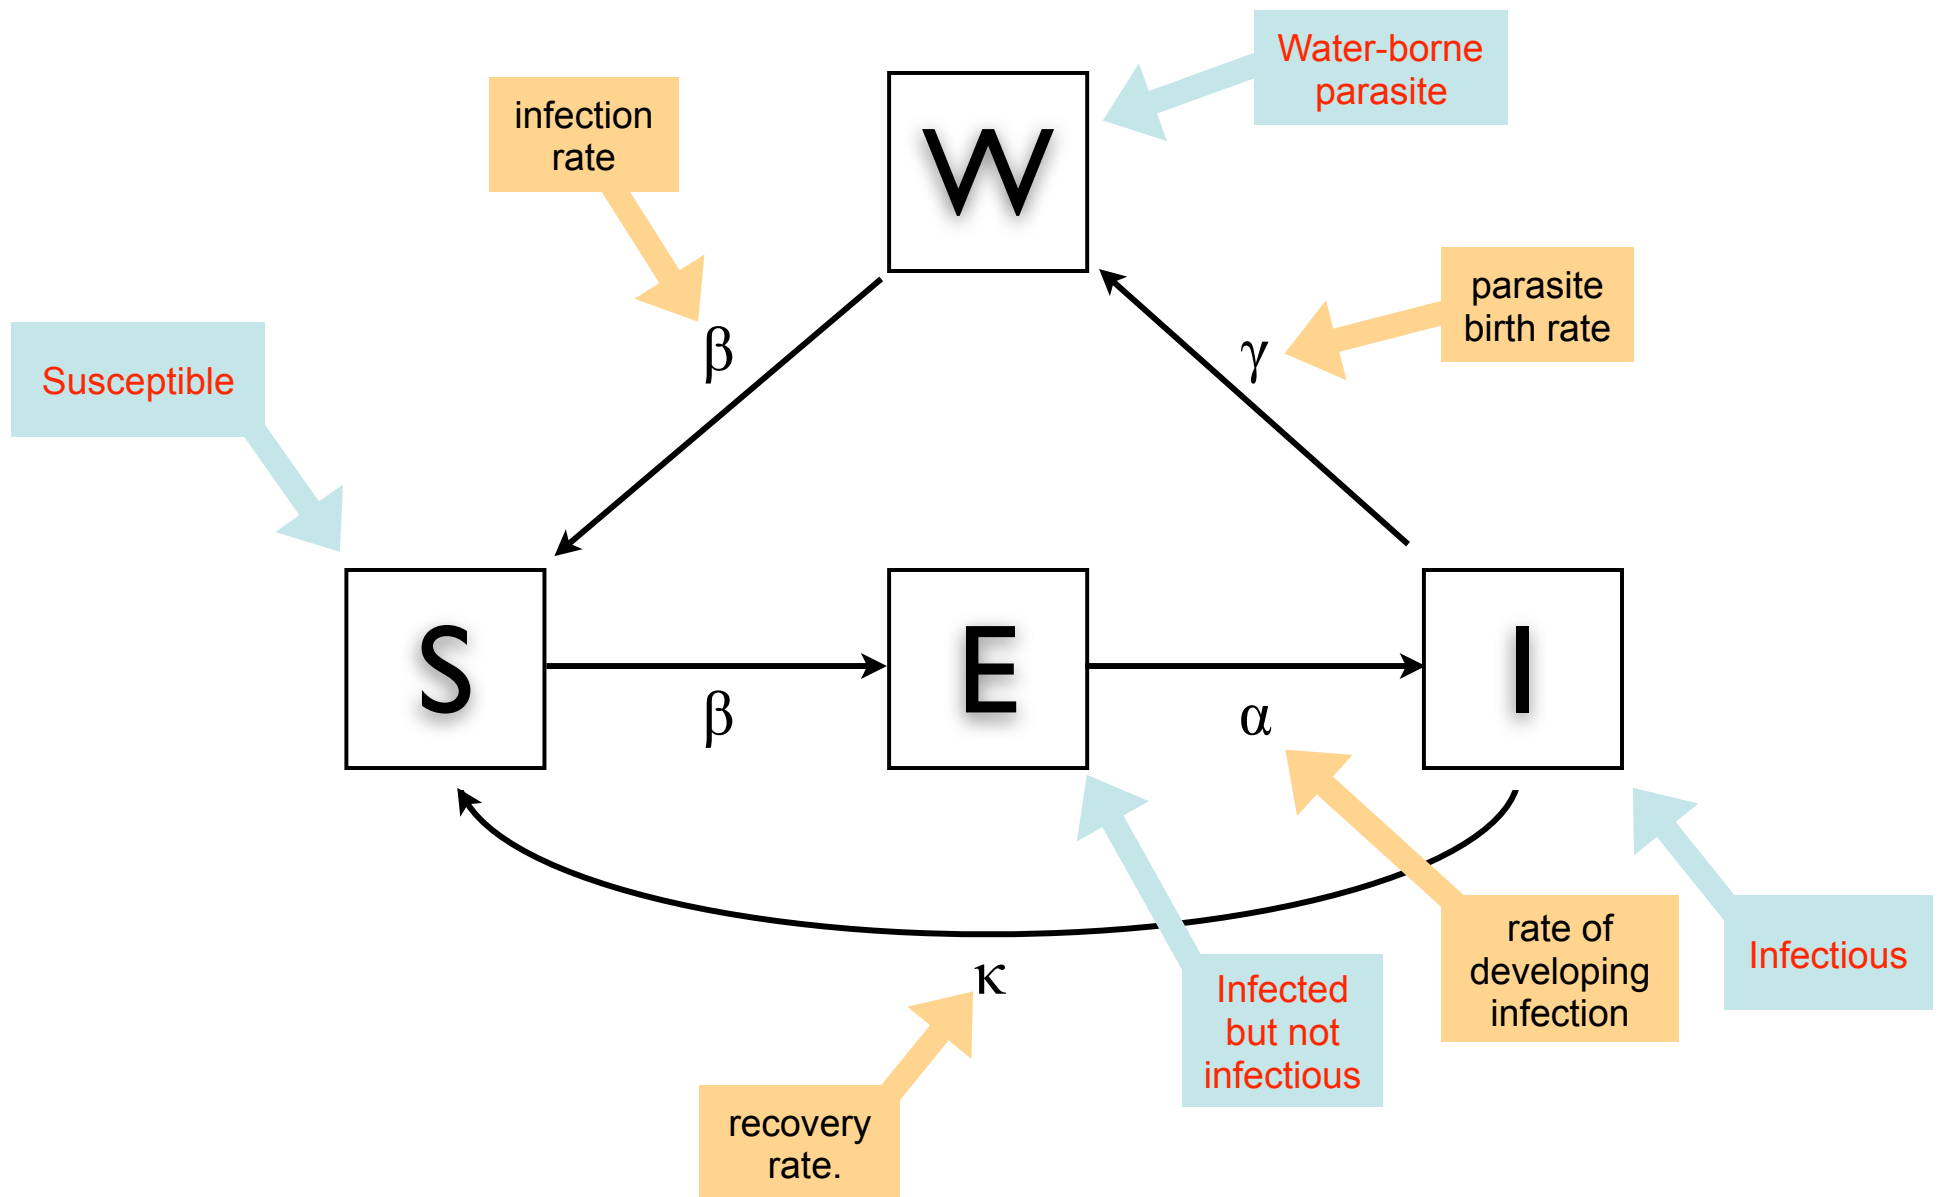 Water-borne
parasite
infection
rate
W
parasite
birth rate
β
γ
Susceptible
S
E
I
β
α
κ
Infected
but not
infectious
rate of
developing
infection
Infectious
recovery
rate.